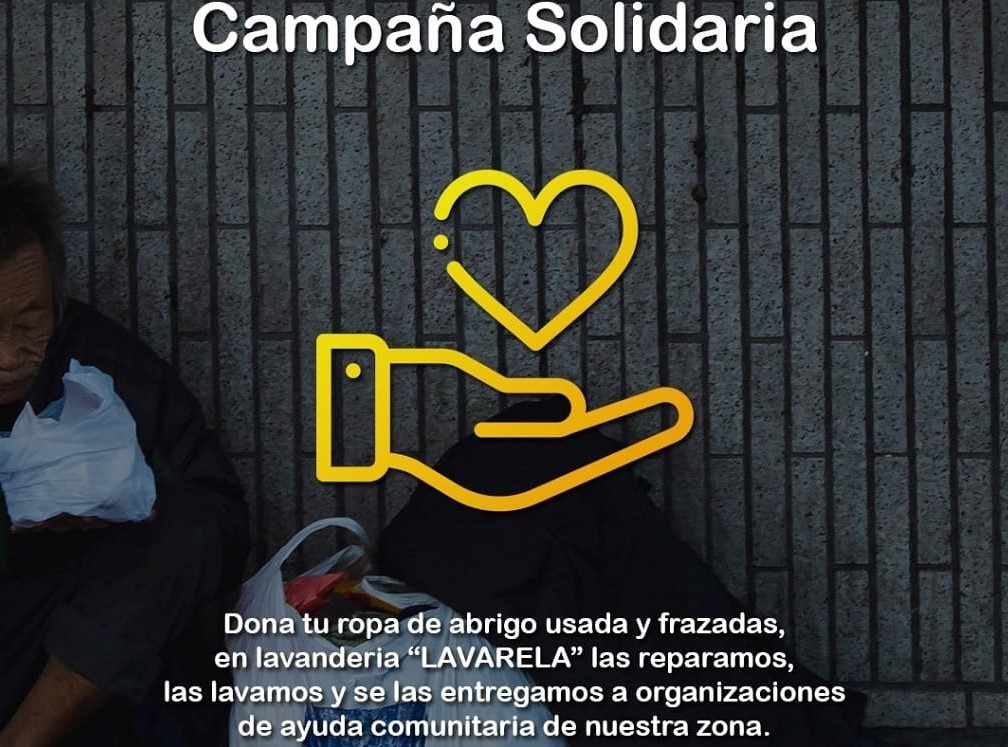 Campaña Solidaria
Dona tu ropa de abrigo usada y frazadas,
en lavanderia “LAVARELA” las reparamos,
las lavamos y se las entregamos a organizaciones
de ayuda comunitaria de nuestra zona.